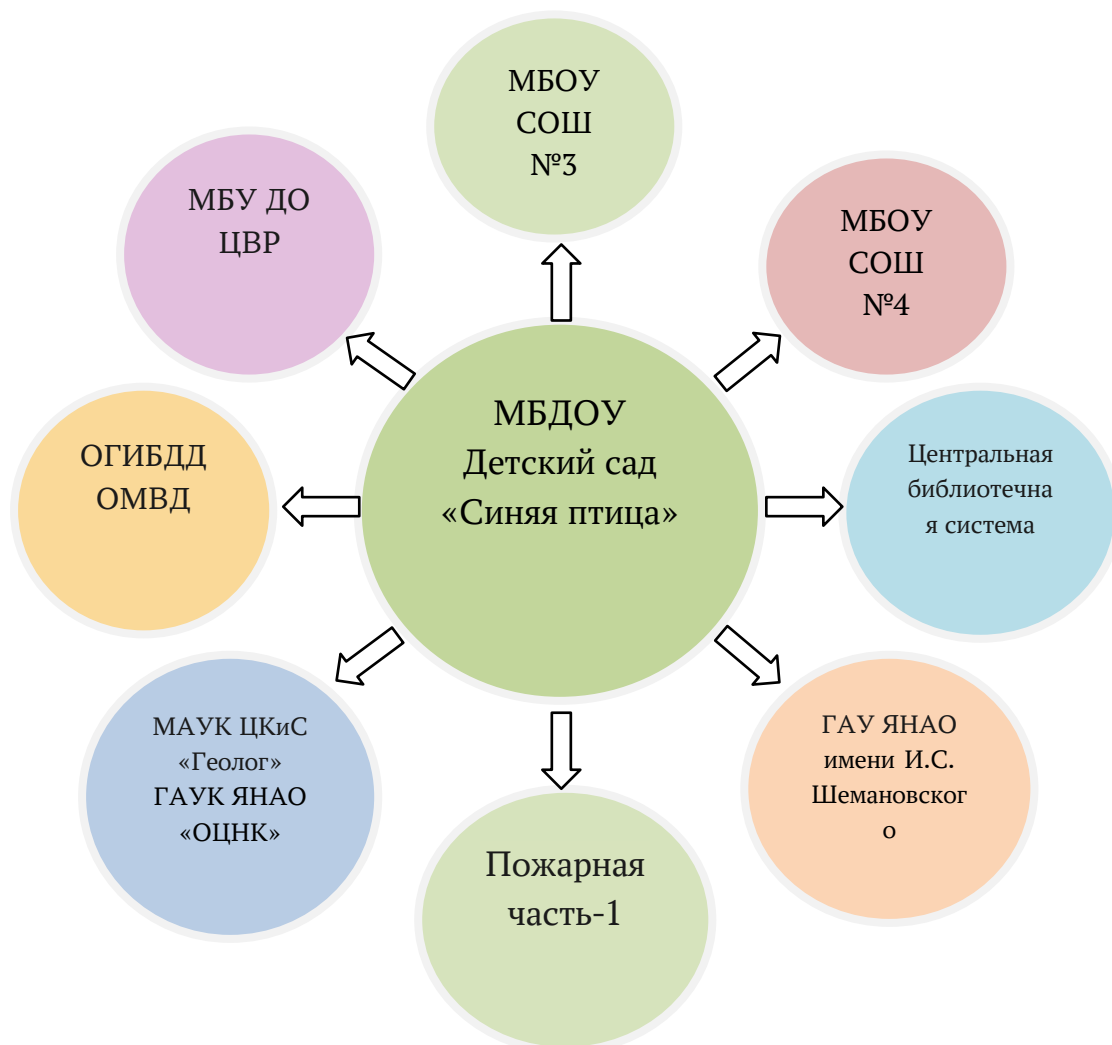 МБОУ
СОШ
№3
МБУ ДО
ЦВР
МБОУ
СОШ
№4
МБДОУ
Детский сад
«Синяя птица»
ОГИБДД
ОМВД
Центральная
библиотечна
я система
МАУК ЦКиС
«Геолог»
ГАУК ЯНАО
«ОЦНК»
ГАУ ЯНАО
имени И.С.
Шемановског
о
Пожарная
часть-1